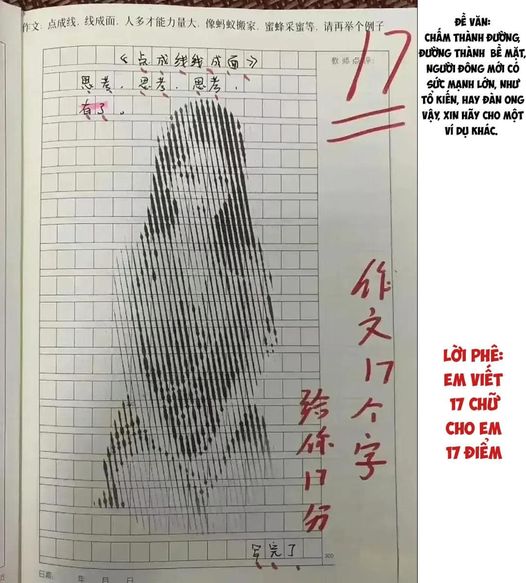 作文: 点成线, 线成面, 人多才能力量大, 像蚂蚁搬家, 蜜蜂采蜜等, 请再举个例子
教师点评:
《点成线线成面》
思考, 思考, 思考,
有了。
17
作文17个字
给你17分
写完了
300
日期: 年 月 日
ĐỀ VĂN:
CHẤM THÀNH ĐƯỜNG,
ĐƯỜNG THÀNH BỀ MẶT,
NGƯỜI ĐÔNG MỚI CÓ
SỨC MẠNH LỚN, NHƯ
TỔ KIẾN, HAY ĐÀN ONG
VẬY, XIN HÃY CHO MỘT
VÍ DỤ KHÁC.
LỜI PHÊ:
EM VIẾT
17 CHỮ
CHO EM
17 ĐIỂM